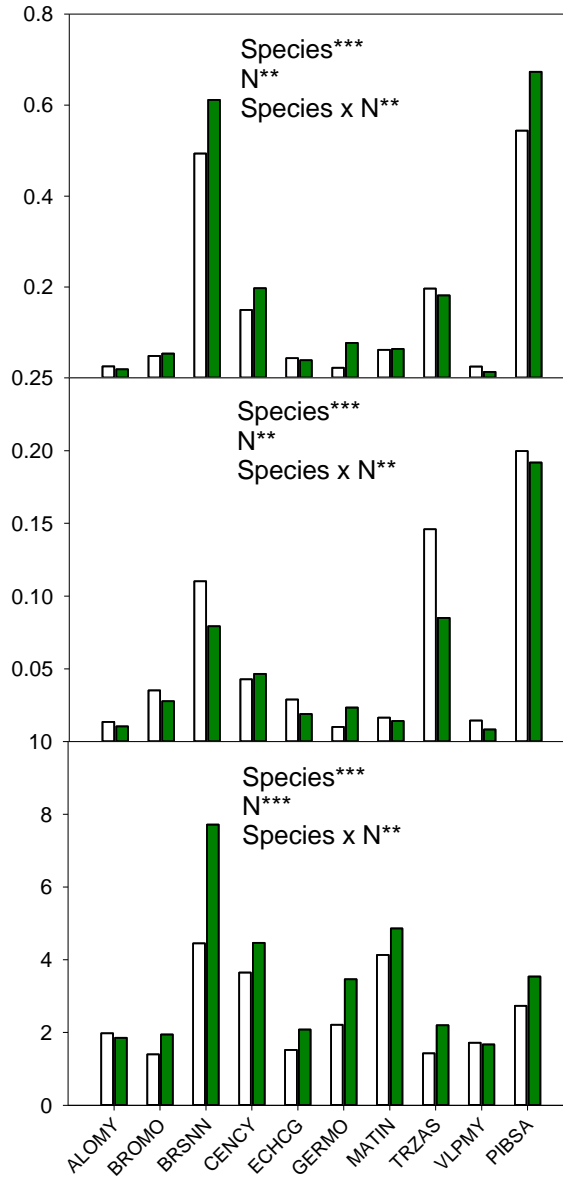 0.8
Species***
N**
Species x N**
0.6
0.4
0.2
0.25
Species***
N**
Species x N**
0.20
0.15
0.10
0.05
10
Species***
N***
Species x N**
8
6
4
2
0
ALOMY
BROMO
BRSNN
CENCY
ECHCG
GERMO
MATIN
TRZAS
VLPMY
PIBSA